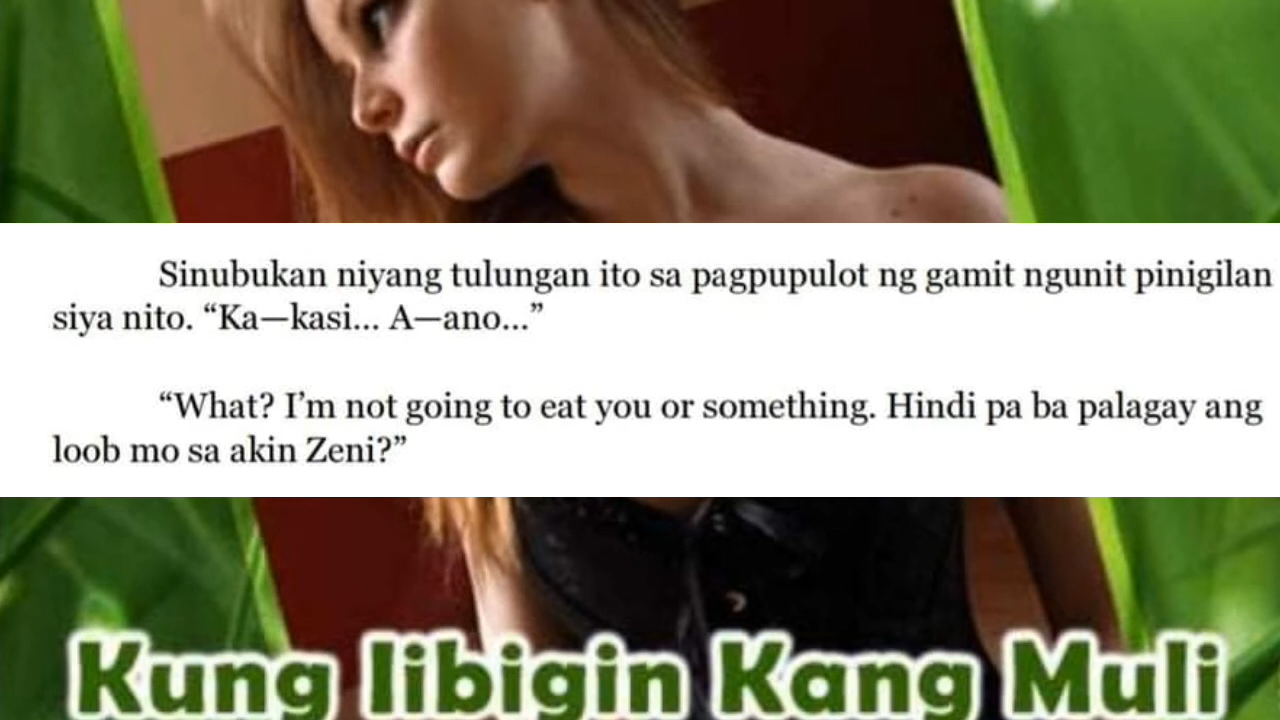 Sinubukan niyang tulungan ito sa pagpupulot ng gamit ngunit pinigilan
siya nito. “Ka—kasi... A—ano...”
“What? I’m not going to eat you or something. Hindi pa ba palagay ang
loob mo sa akin Zeni?”
Kung Iibigin Kang Muli